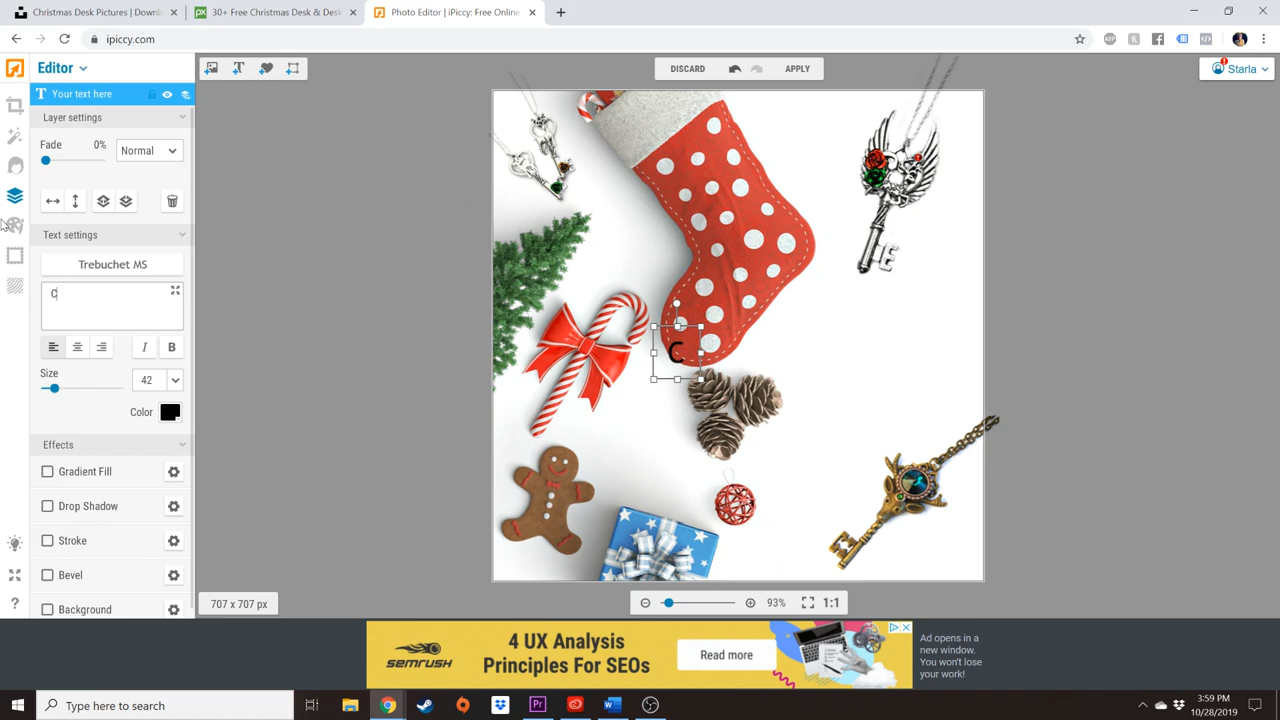 Christmas Desk Pictures | Downl
30+ Free Christmas Desk & Desk
Photo Editor | iPiccy: Free Online
ipiccy.com
ABP
Editor
DISCARD
APPLY
Starla
T Your text here
Layer settings
Fade 0% Normal
Text settings
Trebuchet MS
C
I B
Size 42
Color
Effects
Gradient Fill
Drop Shadow
Stroke
Bevel
Background
C
707 x 707 px
93%
1:1
?
SEMRUSH
4 UX Analysis
Principles For SEOs
Read more
Ad opens in a
new window.
You won't lose
your work!
Type here to search
Pr
W
3:59 PM
10/28/2019